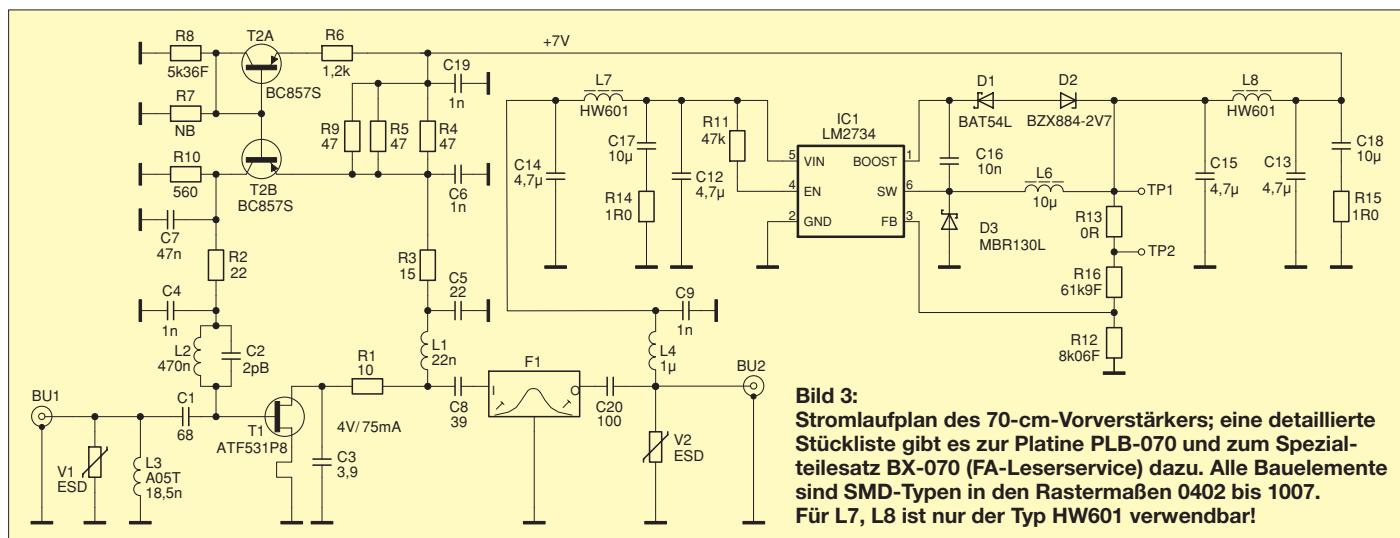 R8
5k36F
T2A
BC857S
R6
1,2k
+7V
R7
NB
C19
1n
R9
47
R5
47
R4
47
R10
560
T2B
BC857S
C6
1n
C7
47n
R2
22
R3
15
C5
22
C4
1n
L2
470n
C2
2pB
L1
22n
R1
10
BU1
C1
68
T1
ATF531P8
4V/75mA
V1
ESD
L3
A05T
18,5n
C3
3,9
C8
39
F1
I
O
C20
100
L4
1µ
C9
1n
V2
ESD
BU2
L7
HW601
C14
4,7µ
C17
10µ
R14
1R0
C12
4,7µ
R11
47k
IC1
LM2734
5
VIN
BOOST
1
4
EN
SW
6
2
GND
FB
3
D1
BAT54L
D2
BZX884-2V7
C16
10n
L6
10µ
D3
MBR130L
TP1
R13
0R
TP2
R16
61k9F
R12
8k06F
L8
HW601
C15
4,7µ
C13
4,7µ
C18
10µ
R15
1R0
Bild 3:
Stromlaufplan des 70-cm-Vorverstärkers; eine detaillierte
Stückliste gibt es zur Platine PLB-070 und zum Spezial-
teilesatz BX-070 (FA-Leserservice) dazu. Alle Bauelemente
sind SMD-Typen in den Rastermaßen 0402 bis 1007.
Für L7, L8 ist nur der Typ HW601 verwendbar!